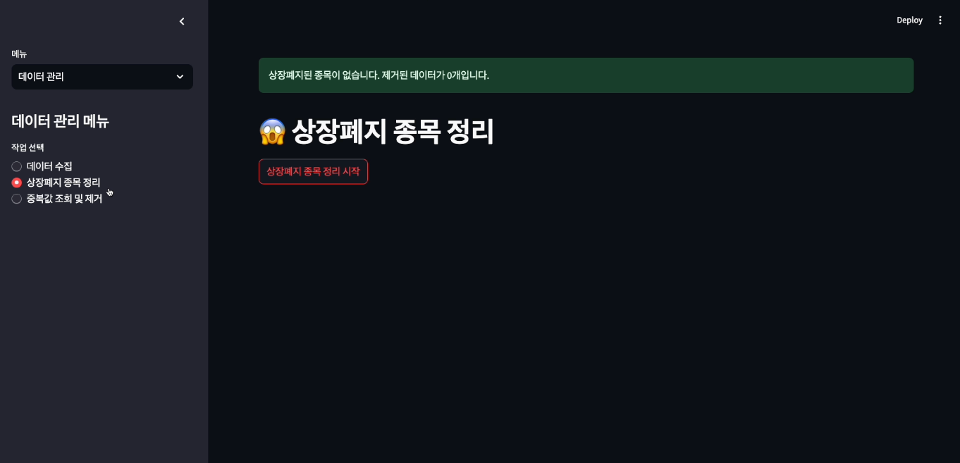 Deploy
메뉴
데이터 관리
데이터 관리 메뉴
작업 선택
데이터 수집
상장폐지 종목 정리
중복값 조회 및 제거
상장폐지된 종목이 없습니다. 제거된 데이터가 0개입니다.
😱 상장폐지 종목 정리
상장폐지 종목 정리 시작